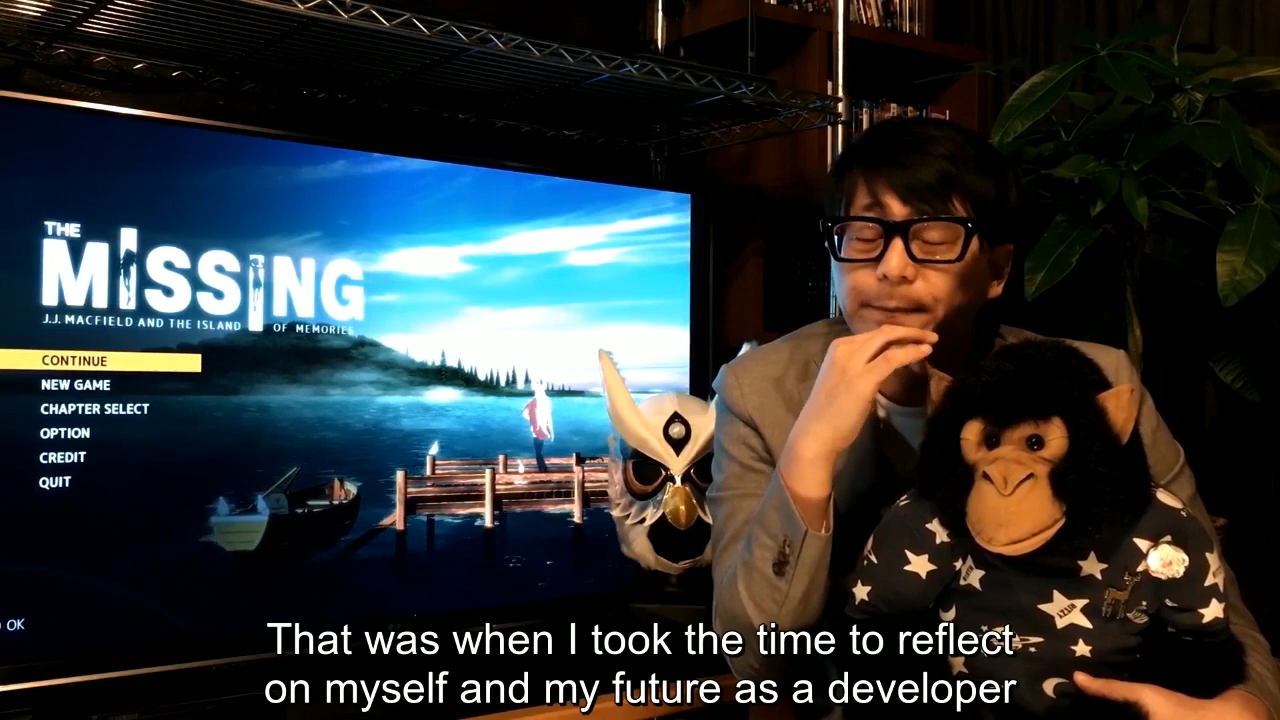 THE
MISSING
J.J. MACFIELD AND THE ISLAND OF MEMORIES
CONTINUE
NEW GAME
CHAPTER SELECT
OPTION
CREDIT
QUIT
OK
RITZY
That was when I took the time to reflect
on myself and my future as a developer